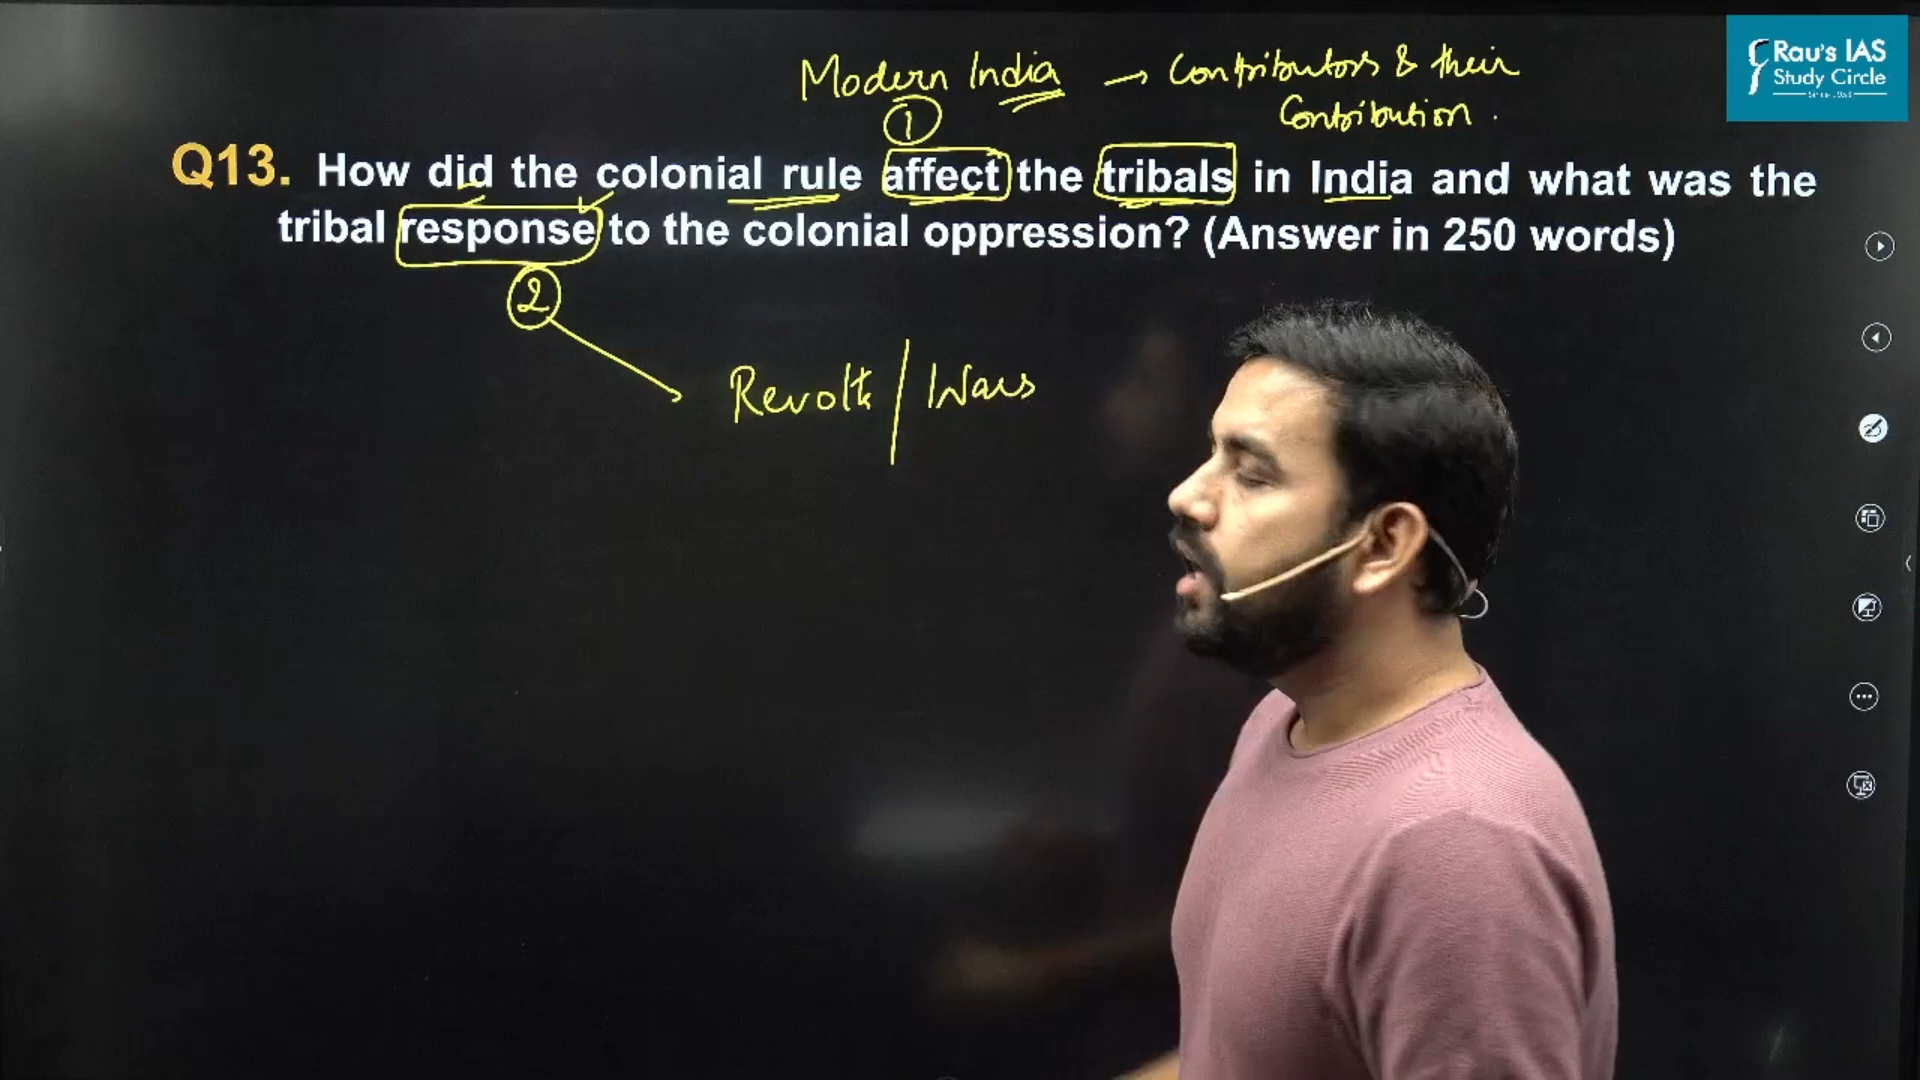 Modern India → Contributors & their
Contribution.
Rau's IAS
Study Circle
Since 1953
①
Q13. How did the colonial rule affect the tribals in India and what was the
tribal response to the colonial oppression? (Answer in 250 words)
②
Revolts / Wars